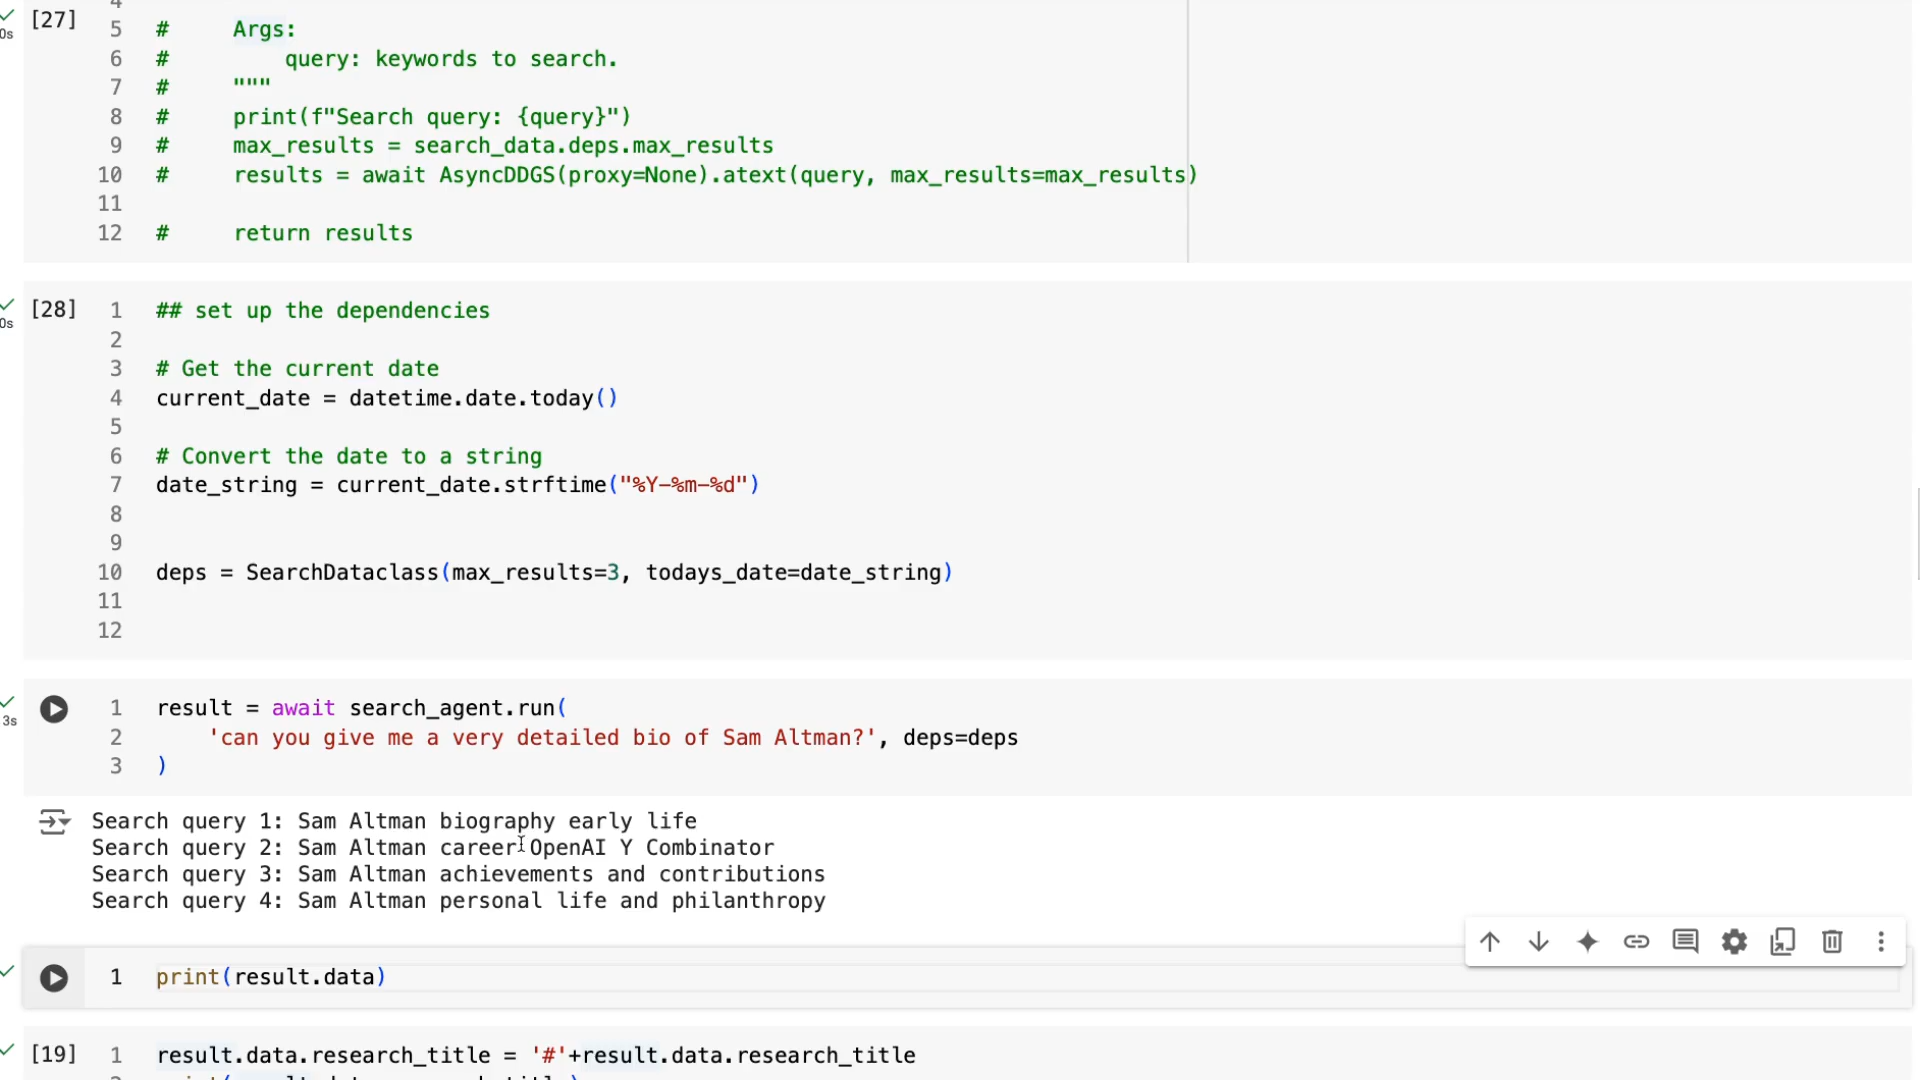 [27]
0s
4
5 # Args:
6 # query: keywords to search.
7 # """
8 # print(f"Search query: {query}")
9 # max_results = search_data.deps.max_results
10 # results = await AsyncDDGS(proxy=None).atext(query, max_results=max_results)
11
12 # return results
[28]
0s
1 ## set up the dependencies
2
3 # Get the current date
4 current_date = datetime.date.today()
5
6 # Convert the date to a string
7 date_string = current_date.strftime("%Y-%m-%d")
8
9
10 deps = SearchDataclass(max_results=3, todays_date=date_string)
11
12
3s
1 result = await search_agent.run(
2 'can you give me a very detailed bio of Sam Altman?', deps=deps
3 )
Search query 1: Sam Altman biography early life
Search query 2: Sam Altman career OpenAI Y Combinator
Search query 3: Sam Altman achievements and contributions
Search query 4: Sam Altman personal life and philanthropy
1 print(result.data)
[19] 1 result.data.research_title = '#'+result.data.research_title